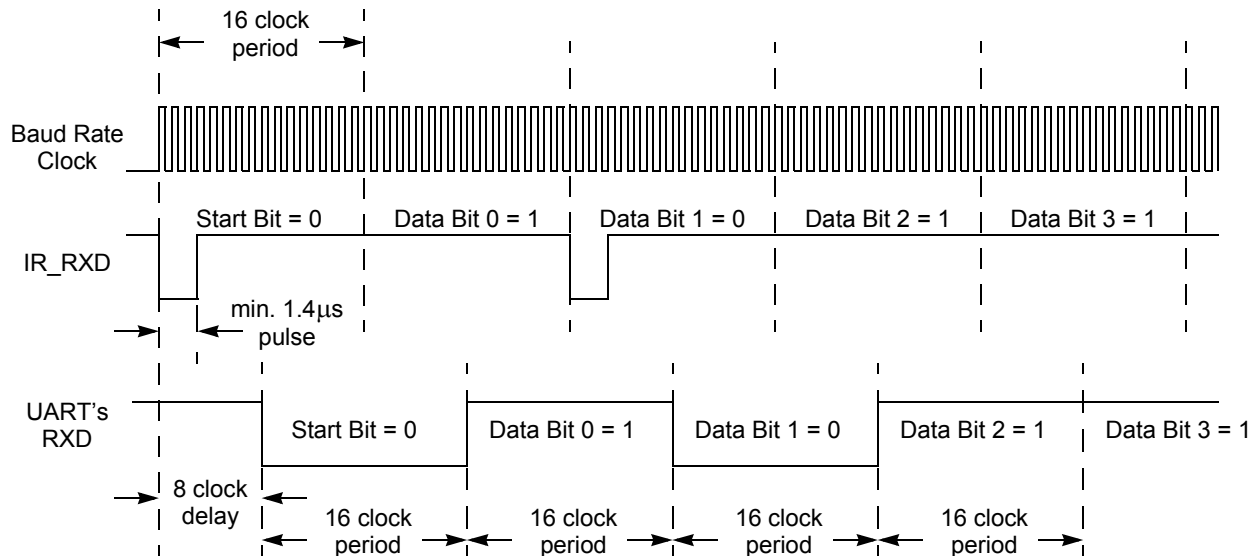 16 clock
period
Baud Rate
Clock
Start Bit = 0
Data Bit 0 = 1
Data Bit 1 = 0
Data Bit 2 = 1
Data Bit 3 = 1
IR_RXD
min. 1.4μs
pulse
UART's
RXD
Start Bit = 0
Data Bit 0 = 1
Data Bit 1 = 0
Data Bit 2 = 1
Data Bit 3 = 1
8 clock
delay
16 clock
period
16 clock
period
16 clock
period
16 clock
period